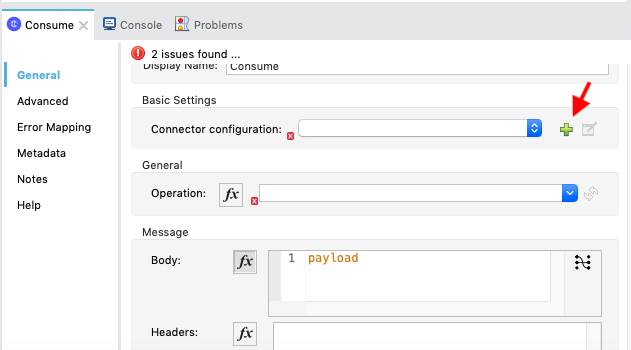 Consume
Console
Problems
2 issues found ...
General
Advanced
Error Mapping
Metadata
Notes
Help
Display Name: Consume
Basic Settings
Connector configuration:
General
Operation: fx
Message
Body: fx 1 payload
Headers: fx